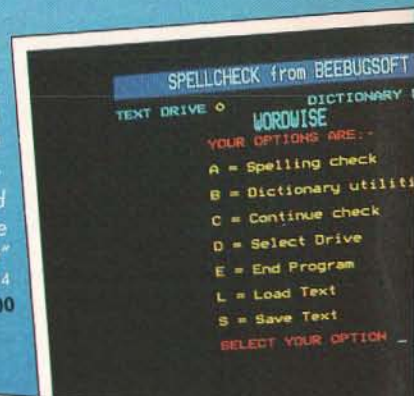 SPELLCHECK from BEEBUGSOFT
TEXT DRIVE 0 DICTIONARY
WORDWISE
YOUR OPTIONS ARE:-
A = Spelling check
B = Dictionary
C = Continue check
D = Select Drive
E = End Program
L = Load Text
S = Save Text
SELECT YOUR OPTION _